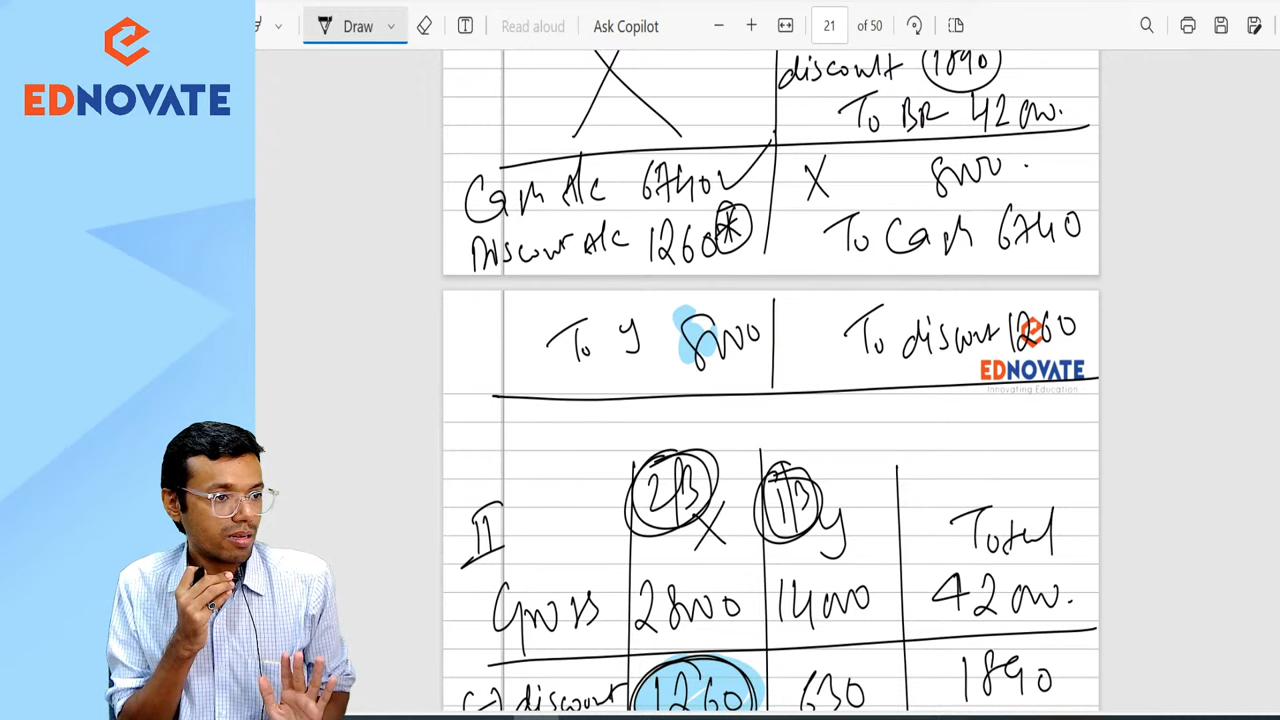 EDNOVATE
Draw
Read aloud
Ask Copilot
21
of 50
discount 1890
To BR 42000.
Cash A/c 6740
X 8000.
Discount A/c 1260*
To Cash 6740
To Y 8000
To discount 1260
EDNOVATE
Innovating Education
2/3
1/3
II
X
Y
Total
Gross
28000
14000
42000.
(-) discount
1260
630
1890